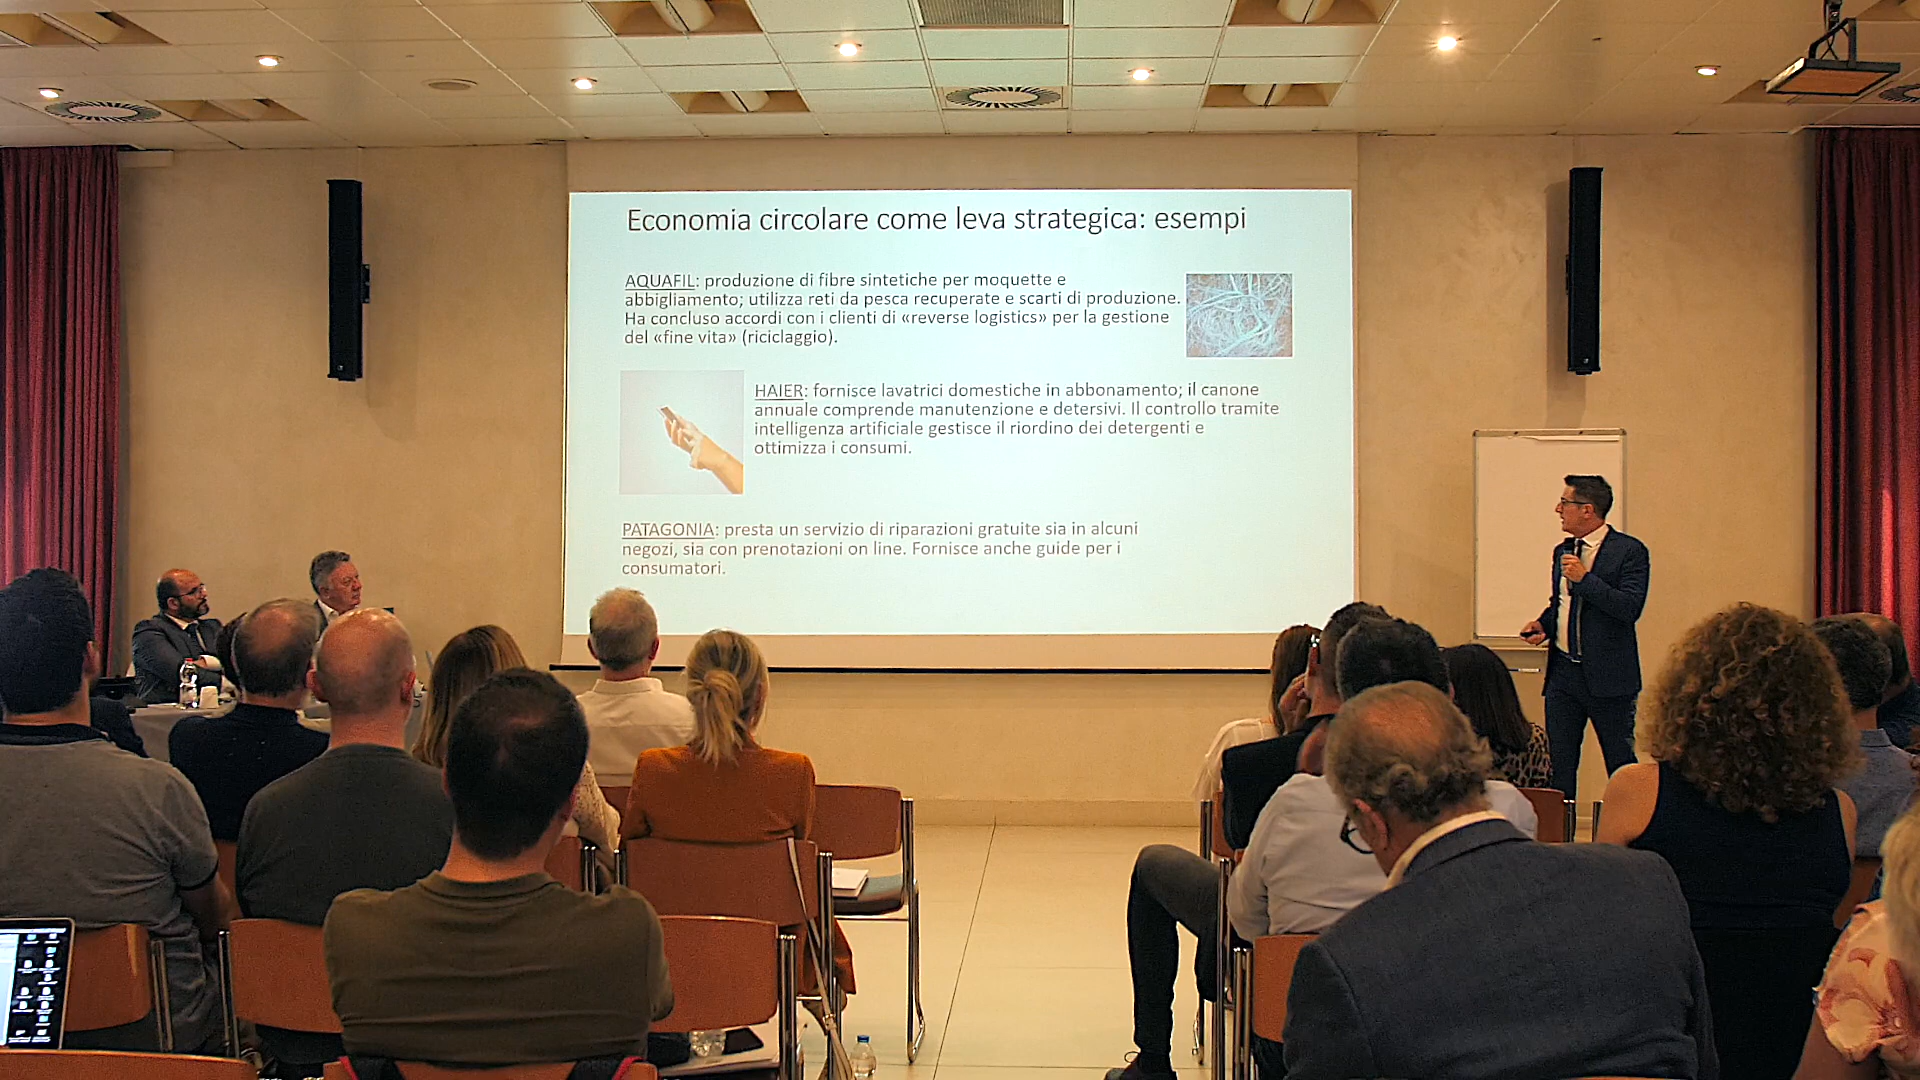 Economia circolare come leva strategica: esempi
AQUAFIL: produzione di fibre sintetiche per moquette e
abbigliamento; utilizza reti da pesca recuperate e scarti di produzione.
Ha concluso accordi con i clienti di «reverse logistics» per la gestione
del «fine vita» (riciclaggio).
HAIER: fornisce lavatrici domestiche in abbonamento; il canone
annuale comprende manutenzione e detersivi. Il controllo tramite
intelligenza artificiale gestisce il riordino dei detergenti e
ottimizza i consumi.
PATAGONIA: presta un servizio di riparazioni gratuite sia in alcuni
negozi, sia con prenotazioni on line. Fornisce anche guide per i
consumatori.